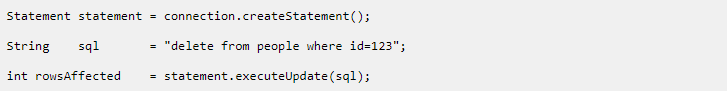 Statement statement = connection.createStatement();
String    sql       = "delete from people where id=123";
int rowsAffected    = statement.executeUpdate(sql);